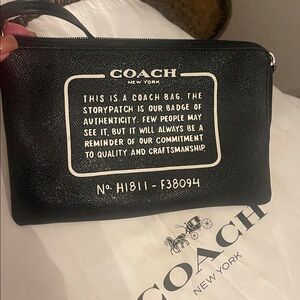 COACH
NEW YORK
THIS IS A COACH BAG. THE
STORYPATCH IS OUR BADGE OF
AUTHENTICITY. FEW PEOPLE MAY
SEE IT, BUT IT WILL ALWAYS BE A
REMINDER OF OUR COMMITMENT
TO QUALITY AND CRAFTSMANSHIP.
No. H1811 - F38094
COACH
NEW YORK